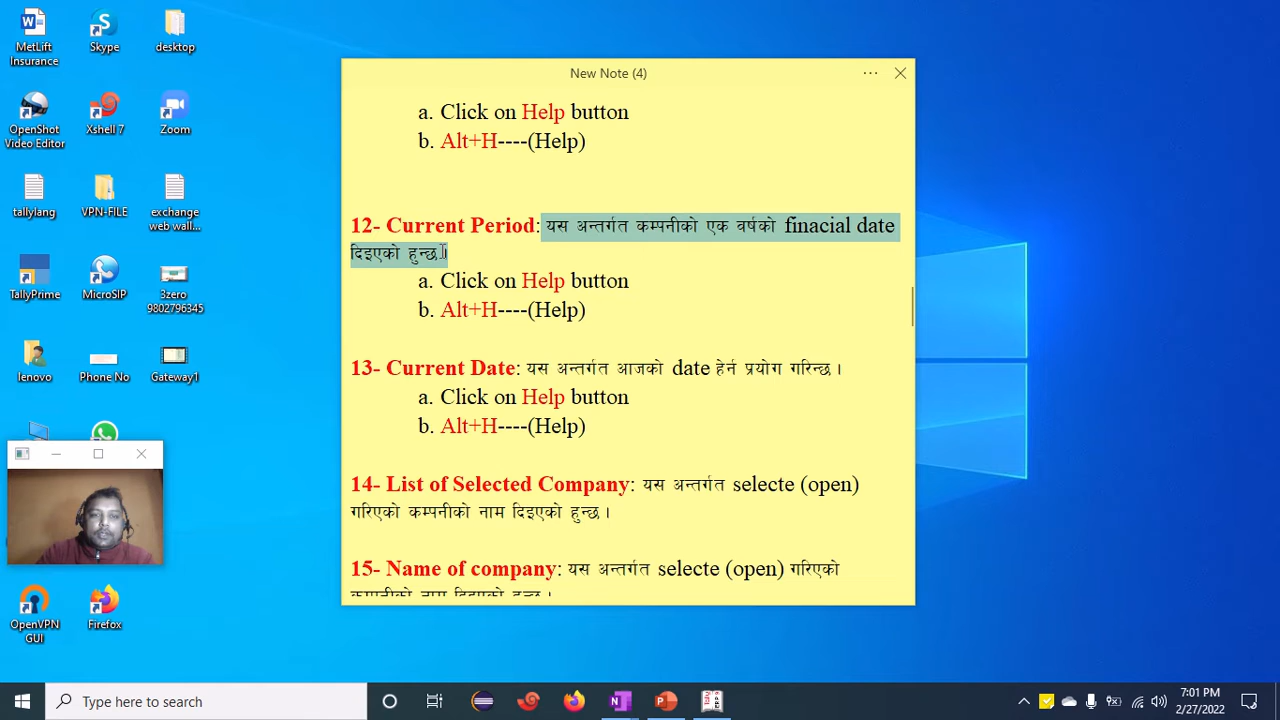 MetLift
Insurance
Skype
desktop
OpenShot
Video Editor
Xshell 7
Zoom
tallylang
VPN-FILE
exchange
web wall...
TallyPrime
MicroSIP
3zero
9802796345
lenovo
Phone No
Gateway1
OpenVPN
GUI
Firefox
New Note (4)
a. Click on Help button
b. Alt+H----(Help)
12- Current Period: यस अन्तर्गत कम्पनीको एक वर्षको finacial date
दिइएको हुन्छ।
a. Click on Help button
b. Alt+H----(Help)
13- Current Date: यस अन्तर्गत आजको date हेर्न प्रयोग गरिन्छ ।
a. Click on Help button
b. Alt+H----(Help)
14- List of Selected Company: यस अन्तर्गत selecte (open)
गरिएको कम्पनीको नाम दिइएको हुन्छ ।
15- Name of company: यस अन्तर्गत selecte (open) गरिएको
कम्पनीको नाम दिइएको हुन्छ ।
Type here to search
7:01 PM
2/27/2022